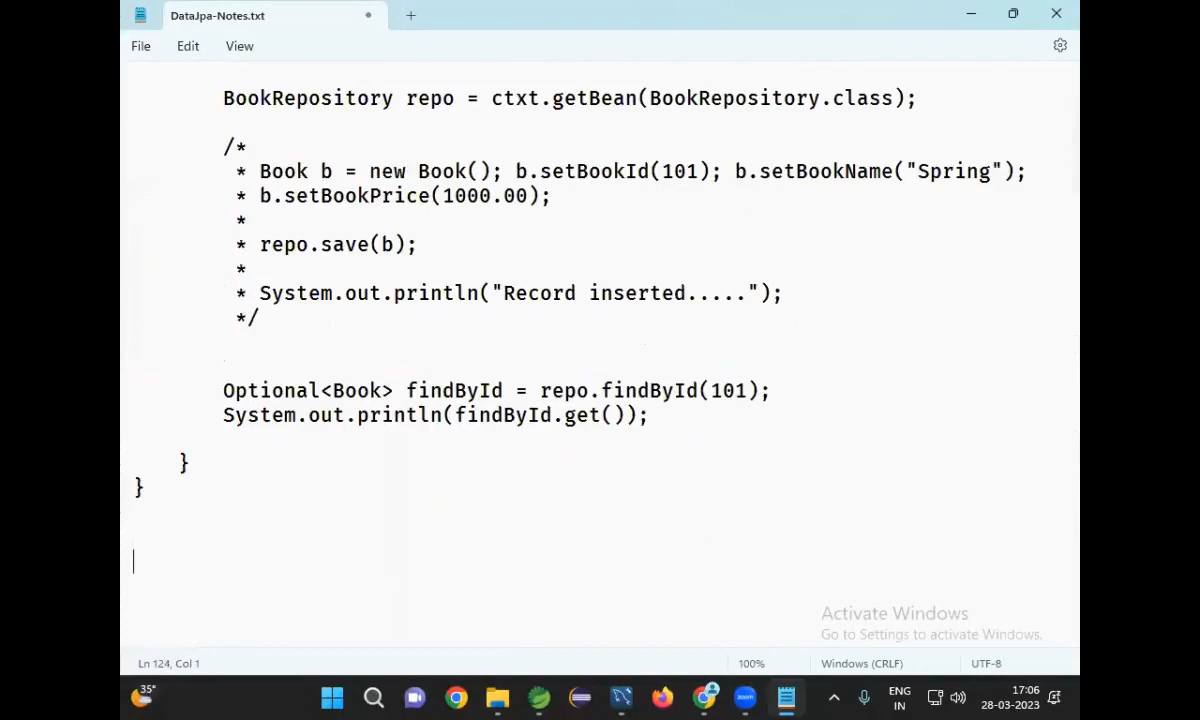 DataJpa-Notes.txt
File Edit View
BookRepository repo = ctxt.getBean(BookRepository.class);
/*
* Book b = new Book(); b.setBookId(101); b.setBookName("Spring");
* b.setBookPrice(1000.00);
*
* repo.save(b);
*
* System.out.println("Record inserted.....");
*/
Optional<Book> findById = repo.findById(101);
System.out.println(findById.get());
}
}
Activate Windows
Go to Settings to activate Windows.
Ln 124, Col 1 100% Windows (CRLF) UTF-8
35°
zoom
ENG
IN
17:06
28-03-2023